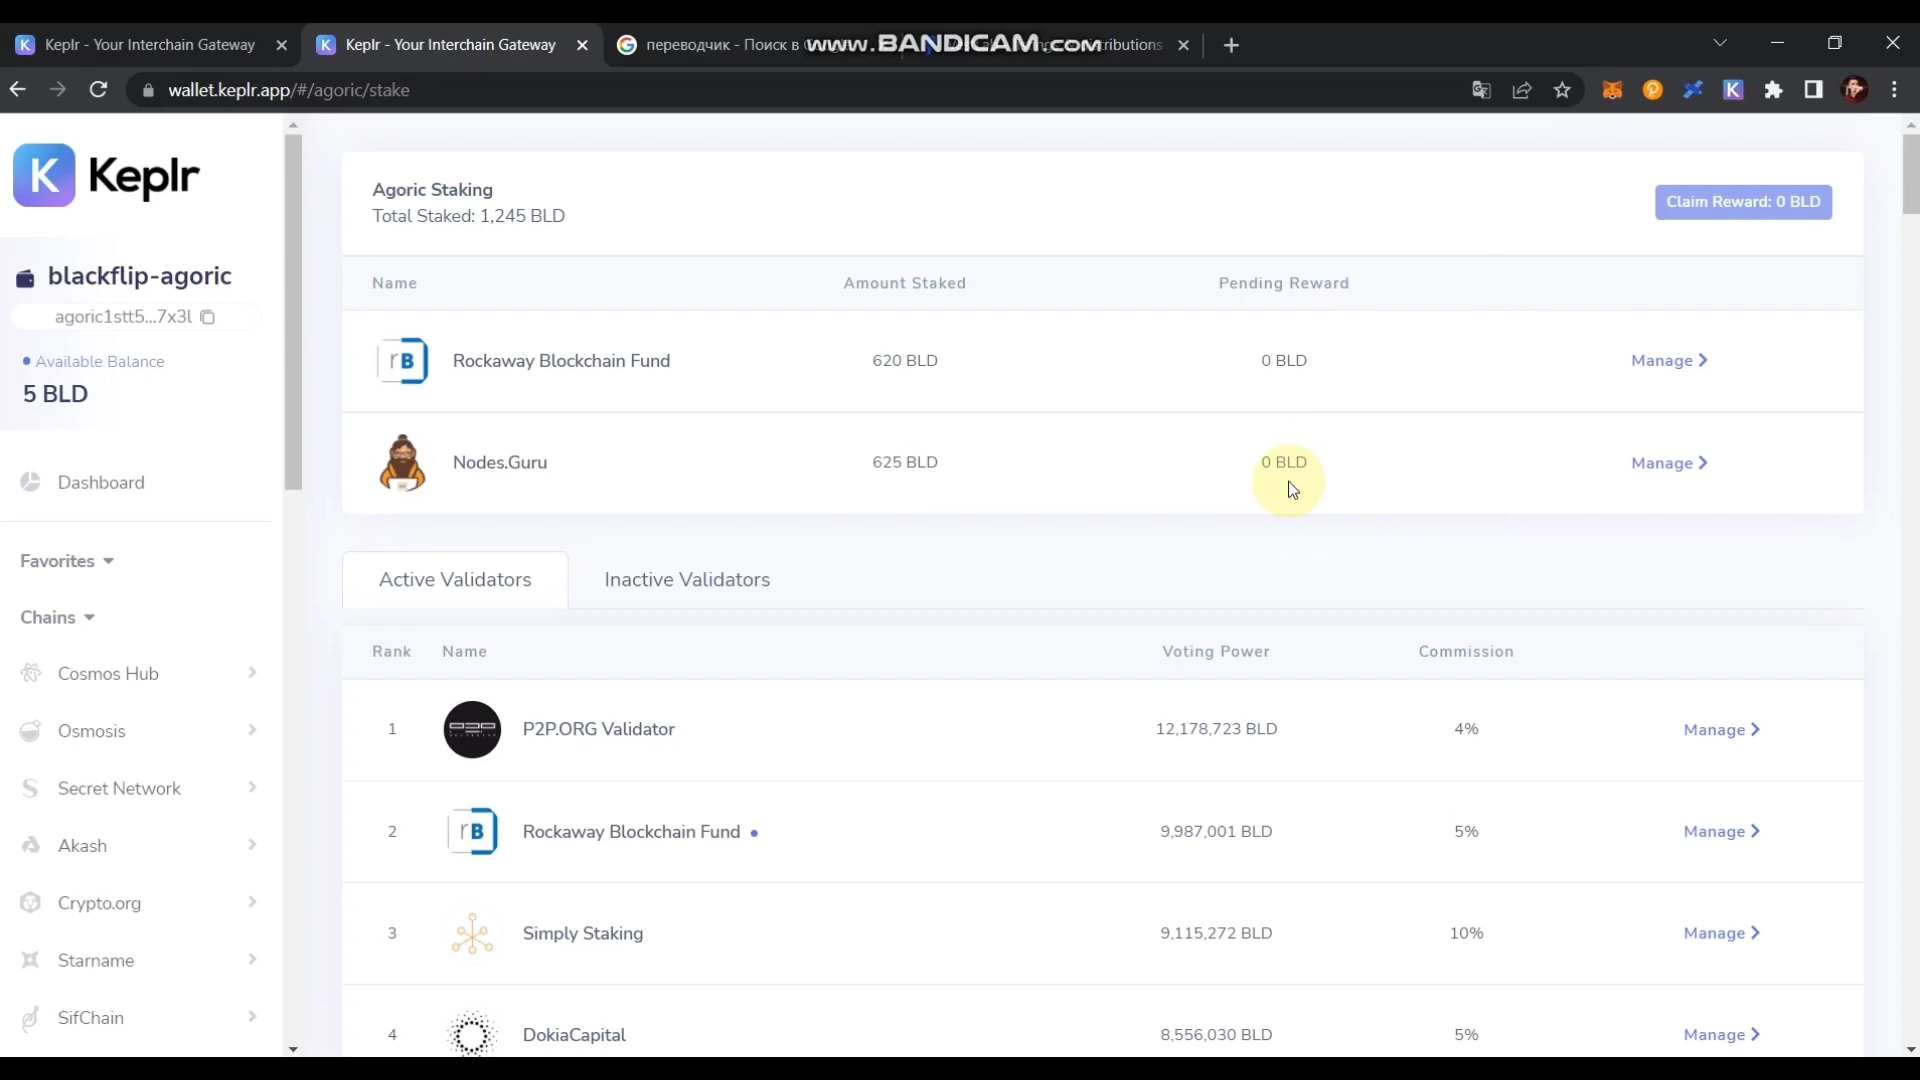 Keplr - Your Interchain Gateway
Keplr - Your Interchain Gateway
переводчик - Поиск в
www.BANDICAM.com
wallet.keplr.app/#/agoric/stake
K
Keplr
blackflip-agoric
agoric1stt5...7x3l
Available Balance
5 BLD
Dashboard
Favorites
Chains
Cosmos Hub
Osmosis
Secret Network
Akash
Crypto.org
Starname
SifChain
Agoric Staking
Total Staked: 1,245 BLD
Claim Reward: 0 BLD
Name Amount Staked Pending Reward
rB Rockaway Blockchain Fund 620 BLD 0 BLD Manage
Nodes.Guru 625 BLD 0 BLD Manage
Active Validators Inactive Validators
Rank Name Voting Power Commission
1 P2P.ORG Validator 12,178,723 BLD 4% Manage
2 rB Rockaway Blockchain Fund 9,987,001 BLD 5% Manage
3 Simply Staking 9,115,272 BLD 10% Manage
4 DokiaCapital 8,556,030 BLD 5% Manage